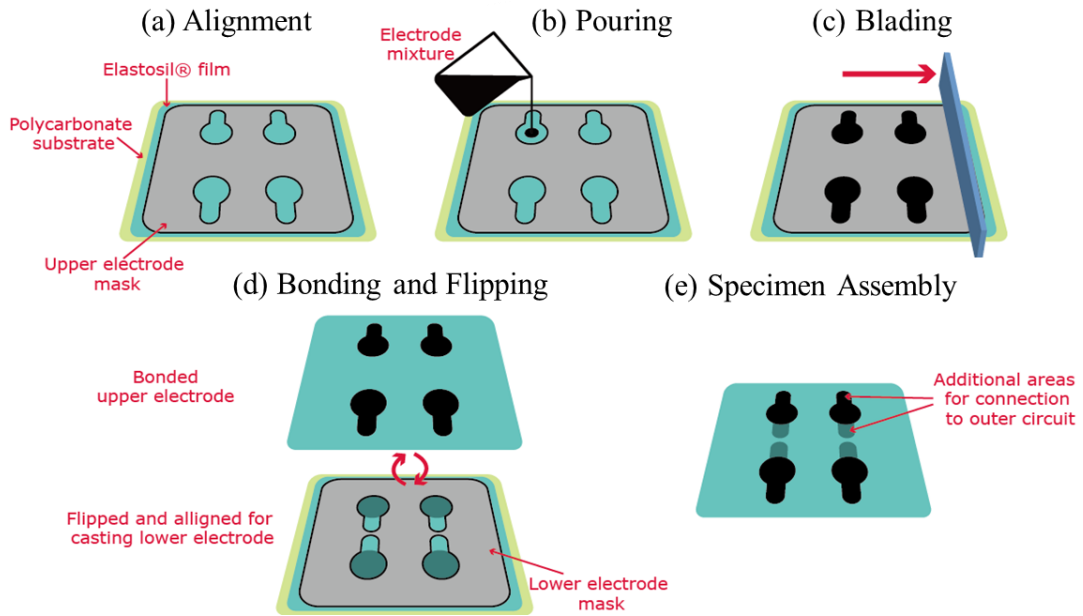 (a) Alignment
(b) Pouring
(c) Blading
Elastosil® film
Polycarbonate
substrate
Upper electrode
mask
Electrode
mixture
(d) Bonding and Flipping
(e) Specimen Assembly
Bonded
upper electrode
Flipped and alligned for
casting lower electrode
Lower electrode
mask
Additional areas
for connection
to outer circuit